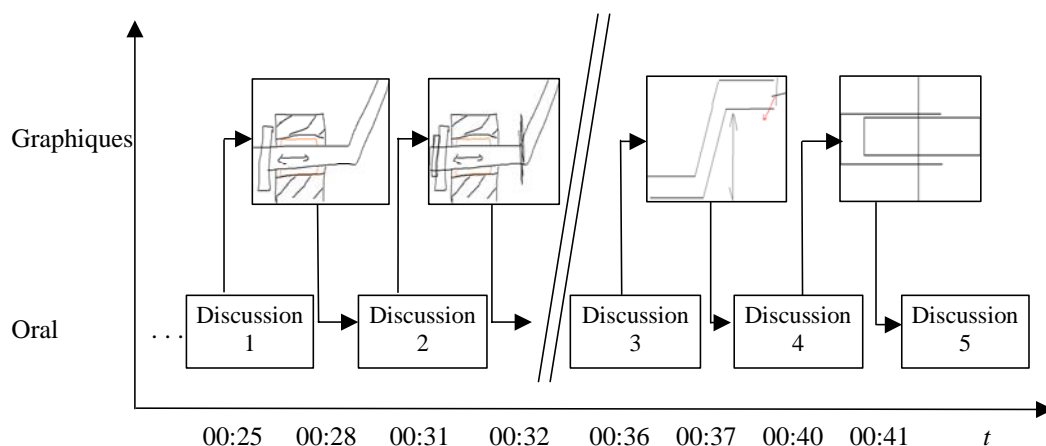 Graphiques
Oral
. . .
Discussion
1
Discussion
2
Discussion
3
Discussion
4
Discussion
5
00:25 00:28 00:31 00:32 00:36 00:37 00:40 00:41 t